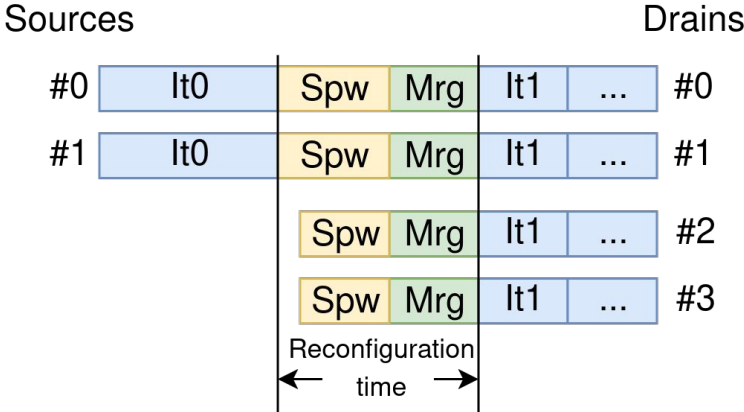 Sources Drains
#0 It0 Spw Mrg It1 ... #0
#1 It0 Spw Mrg It1 ... #1
Spw Mrg It1 ... #2
Spw Mrg It1 ... #3
Reconfiguration
time